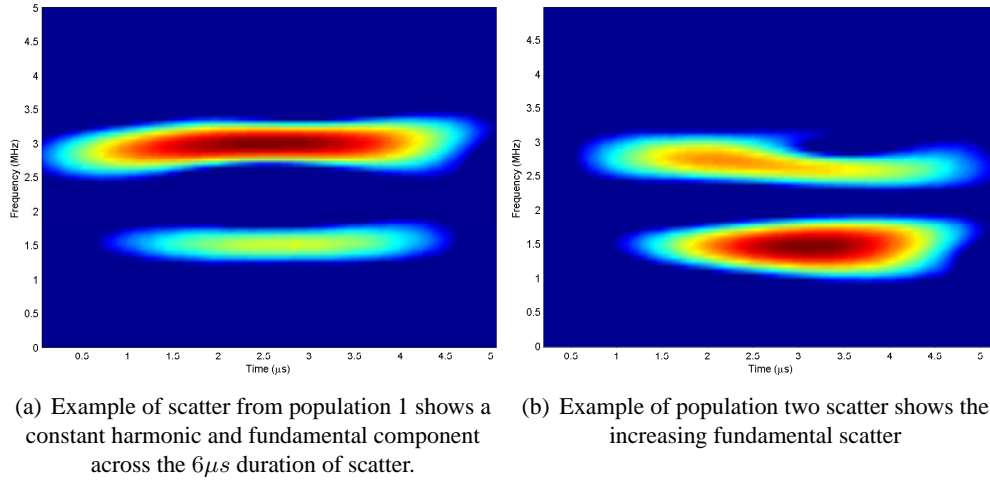 5
4.5
4
3.5
3
2.5
2
1.5
1
0.5
0
Frequency (MHz)
0.5 1 1.5 2 2.5 3 3.5 4 4.5 5
Time (μs)
4.5
4
3.5
3
2.5
2
1.5
1
0.5
0
Frequency (MHz)
0.5 1 1.5 2 2.5 3 3.5 4 4.5 5
Time (μs)
(a) Example of scatter from population 1 shows a
constant harmonic and fundamental component
across the 6μs duration of scatter.
(b) Example of population two scatter shows the
increasing fundamental scatter